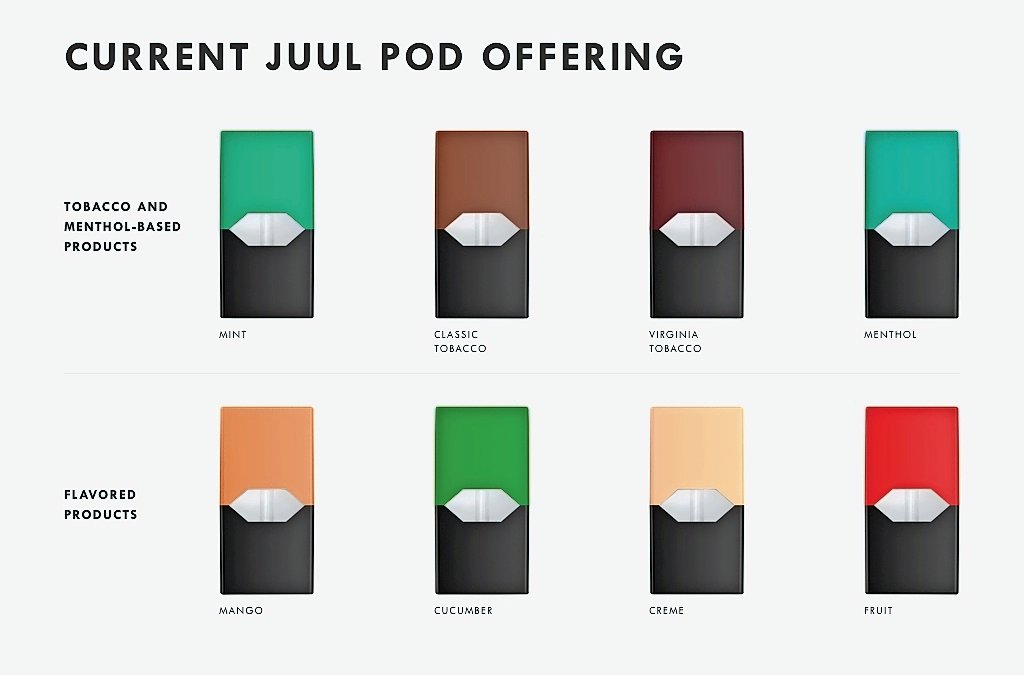 CURRENT JUUL POD OFFERING
TOBACCO AND
MENTHOL-BASED
PRODUCTS
MINT
CLASSIC
TOBACCO
VIRGINIA
TOBACCO
MENTHOL
FLAVORED
PRODUCTS
MANGO
CUCUMBER
CREME
FRUIT